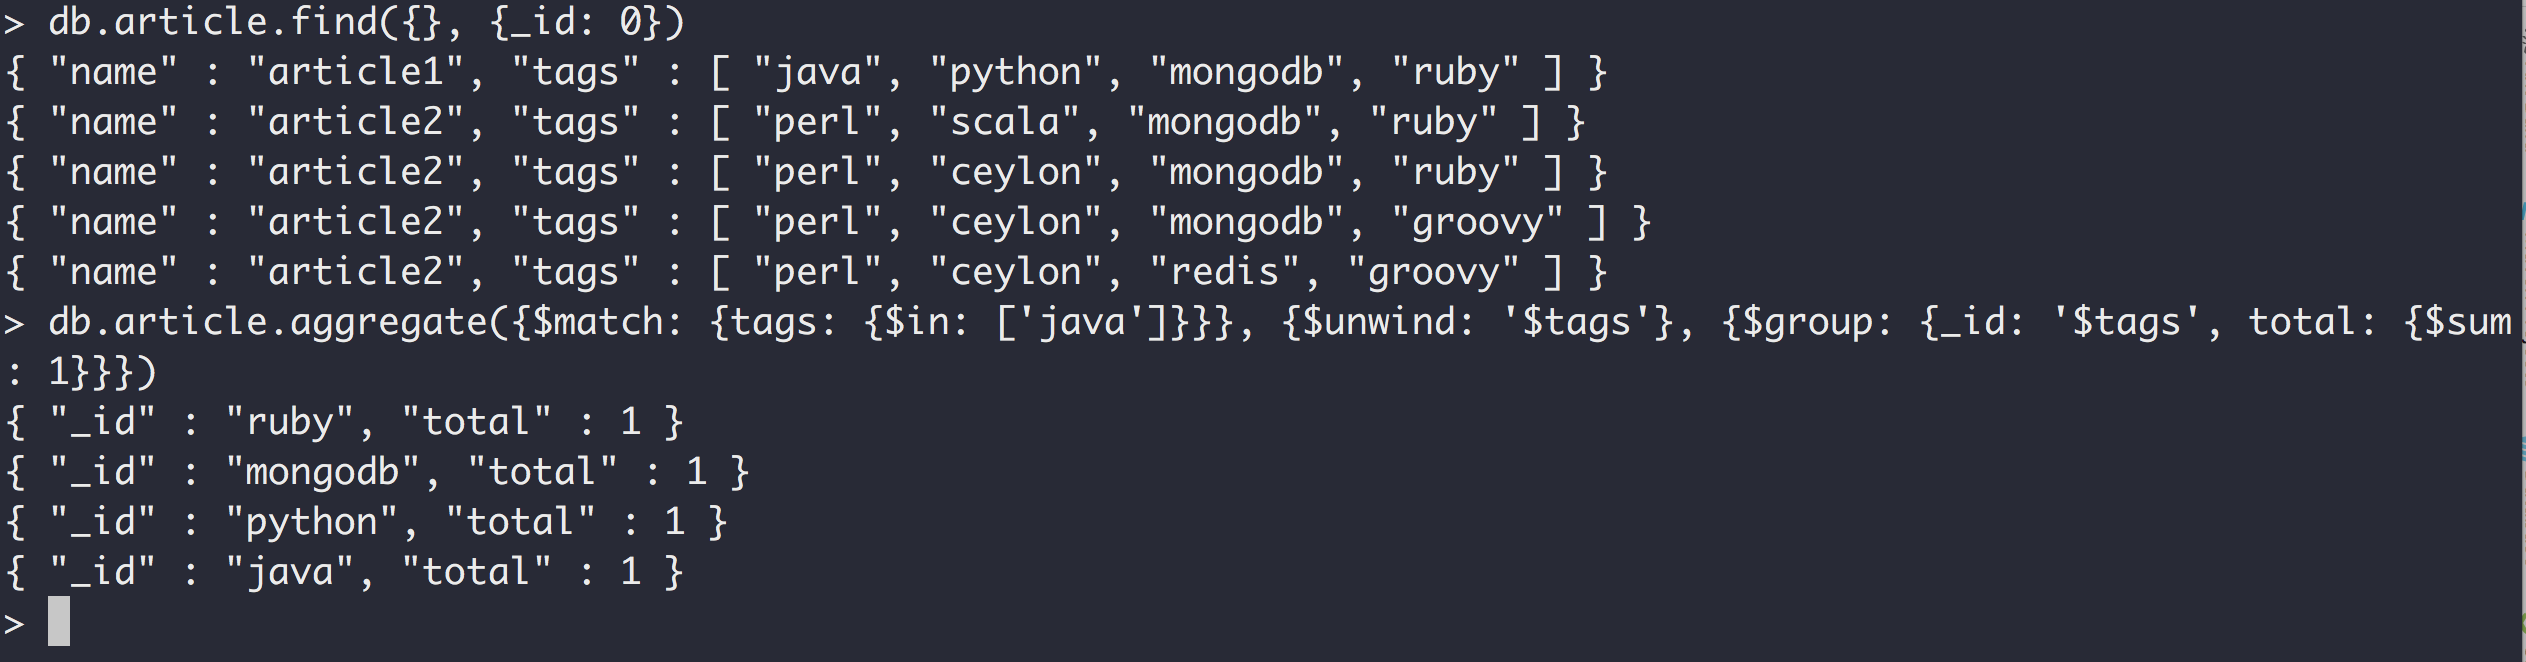 > db.article.find({}, {_id: 0})
{ "name" : "article1", "tags" : [ "java", "python", "mongodb", "ruby" ] }
{ "name" : "article2", "tags" : [ "perl", "scala", "mongodb", "ruby" ] }
{ "name" : "article2", "tags" : [ "perl", "ceylon", "mongodb", "ruby" ] }
{ "name" : "article2", "tags" : [ "perl", "ceylon", "mongodb", "groovy" ] }
{ "name" : "article2", "tags" : [ "perl", "ceylon", "redis", "groovy" ] }
> db.article.aggregate({$match: {tags: {$in: ['java']}}}, {$unwind: '$tags'}, {$group: {_id: '$tags', total: {$sum
: 1}}})
{ "_id" : "ruby", "total" : 1 }
{ "_id" : "mongodb", "total" : 1 }
{ "_id" : "python", "total" : 1 }
{ "_id" : "java", "total" : 1 }
>